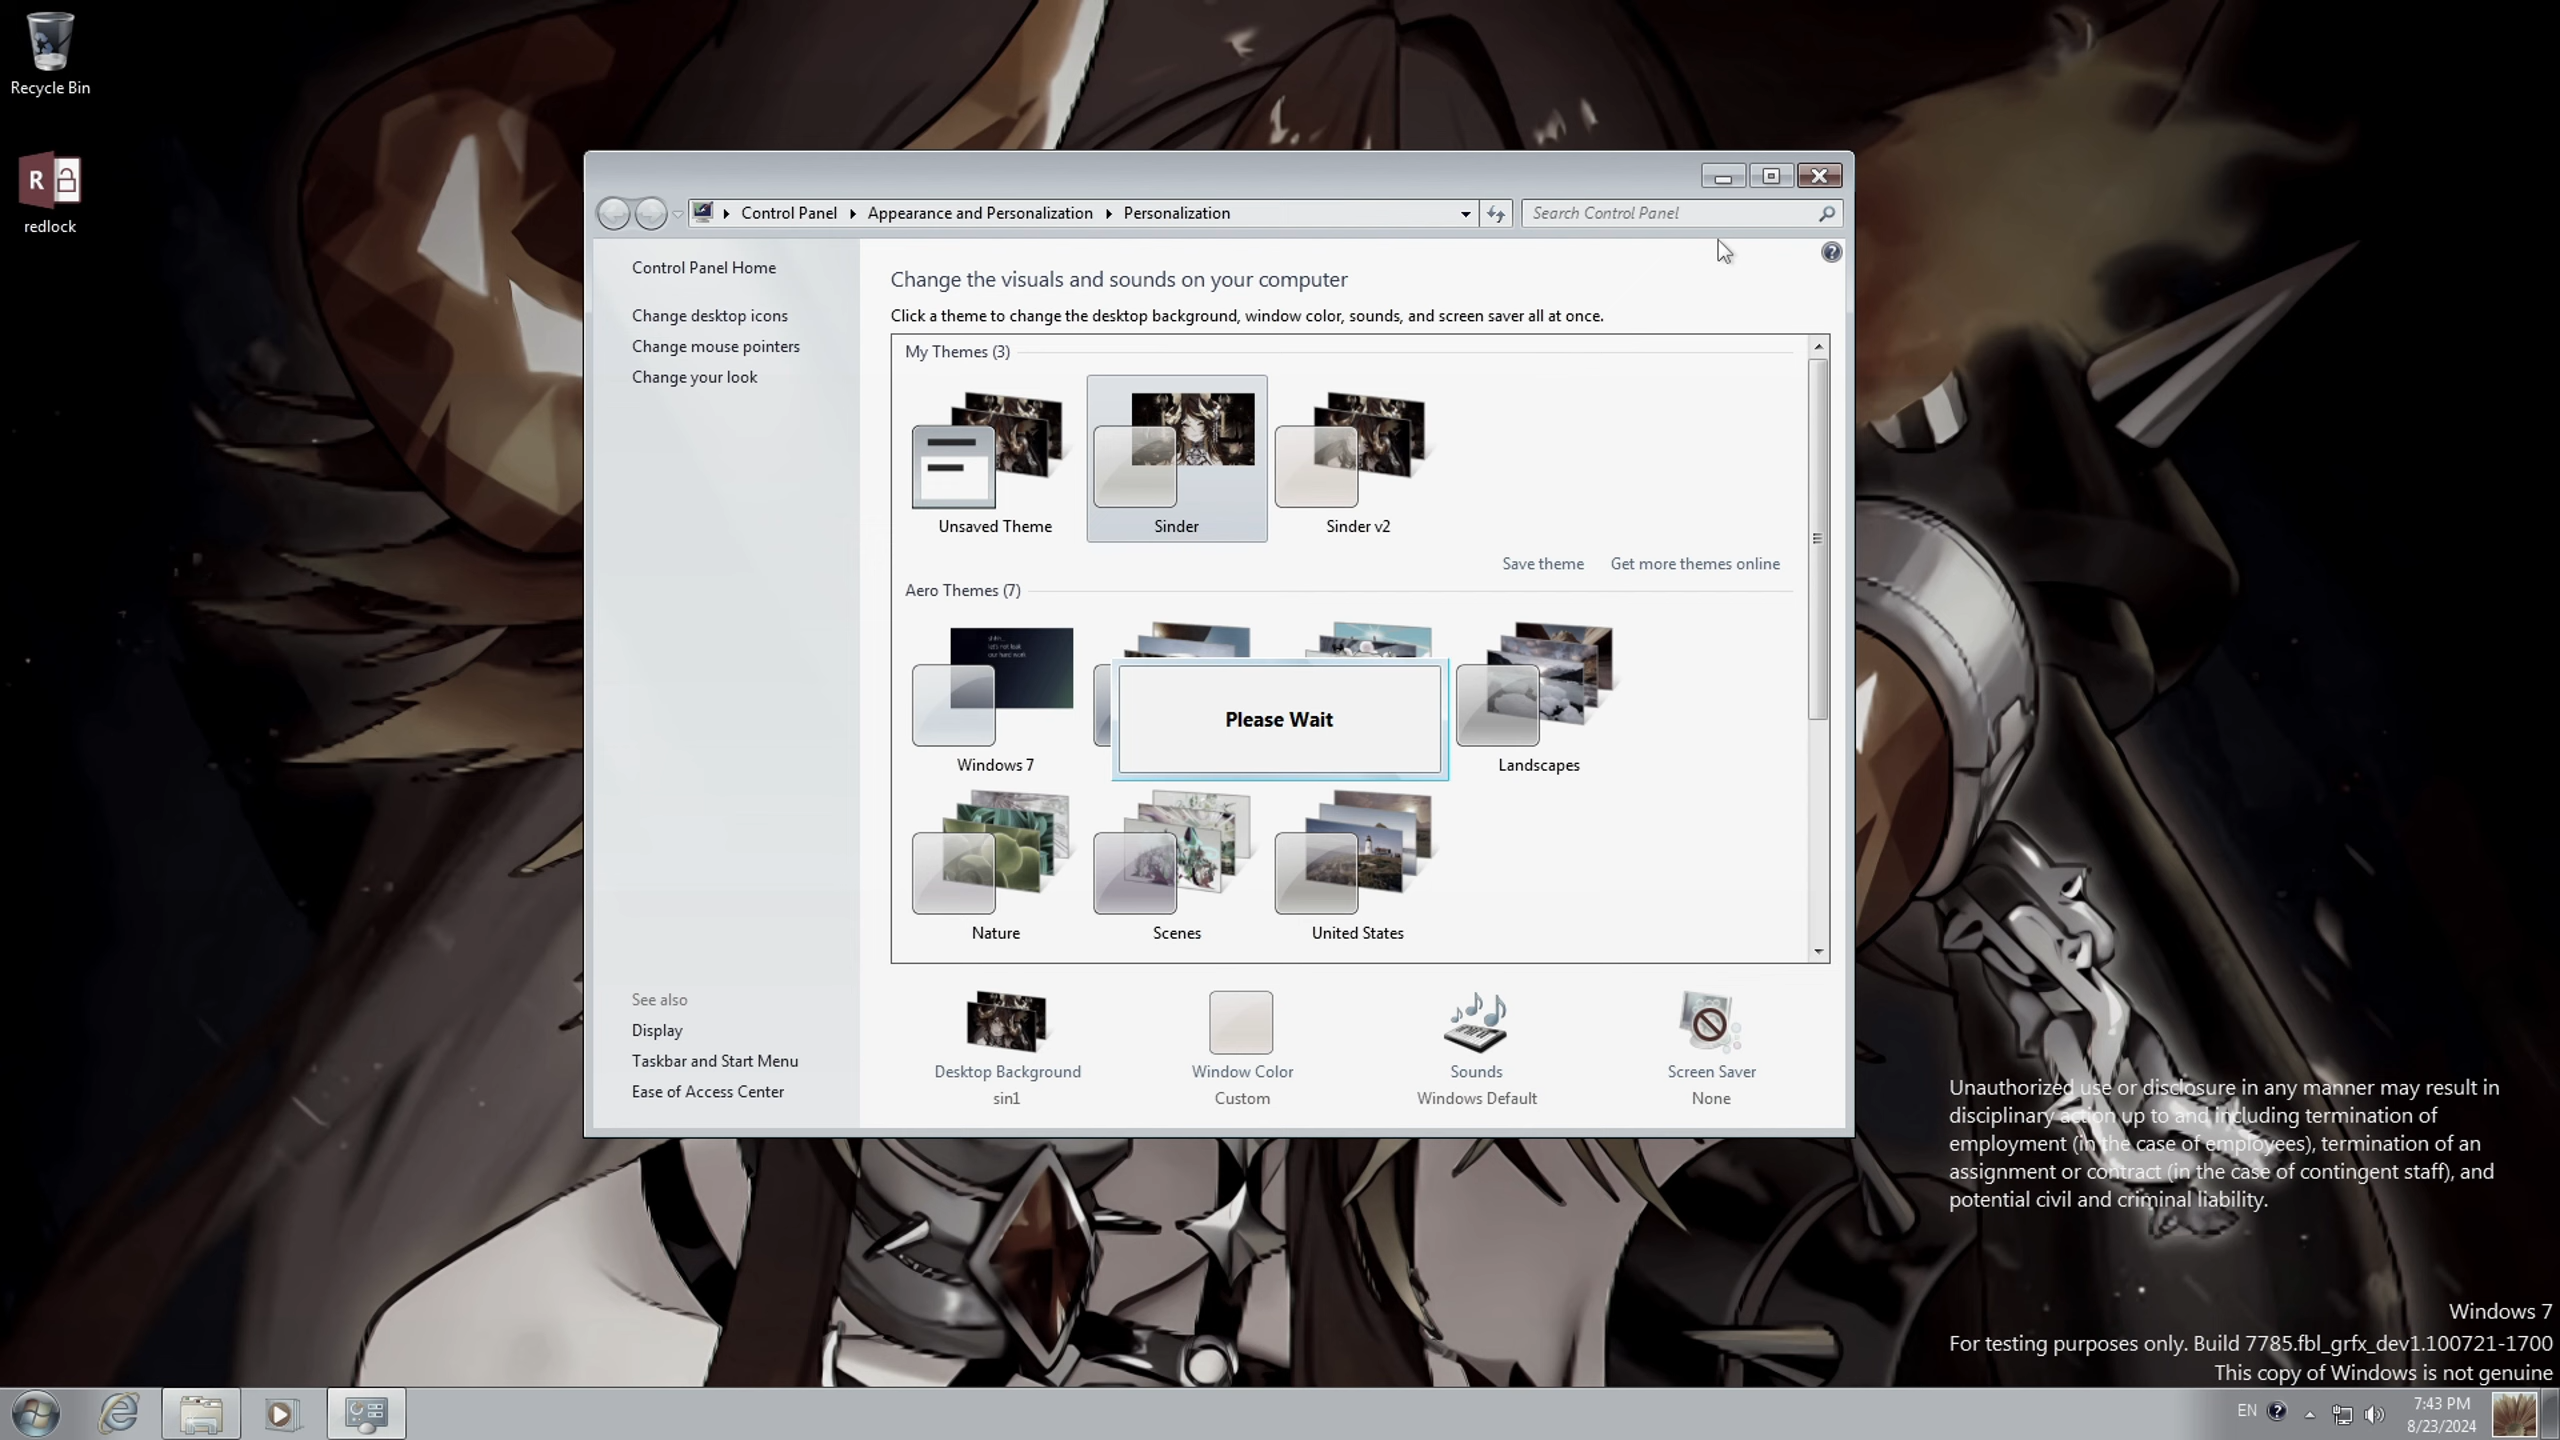 Recycle Bin
R
redlock
Control Panel
Appearance and Personalization
Personalization
Search Control Panel
Control Panel Home
Change desktop icons
Change mouse pointers
Change your look
Change the visuals and sounds on your computer
Click a theme to change the desktop background, window color, sounds, and screen saver all at once.
My Themes (3)
Unsaved Theme
Sinder
Sinder v2
Save theme
Get more themes online
Aero Themes (7)
shhh...
let's not leak
our hard work
Please Wait
Windows 7
Landscapes
Nature
Scenes
United States
See also
Display
Taskbar and Start Menu
Ease of Access Center
Desktop Background
sin1
Window Color
Custom
Sounds
Windows Default
Screen Saver
None
Unauthorized use or disclosure in any manner may result in
disciplinary action up to and including termination of
employment (in the case of employees), termination of an
assignment or contract (in the case of contingent staff), and
potential civil and criminal liability.
Windows 7
For testing purposes only. Build 7785.fbl_grfx_dev1.100721-1700
This copy of Windows is not genuine
EN
7:43 PM
8/23/2024